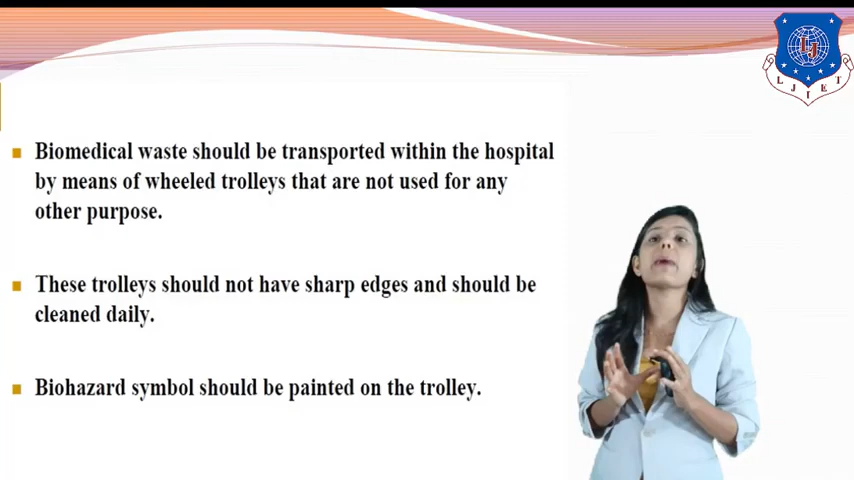 LJ
LJIET
Biomedical waste should be transported within the hospital
by means of wheeled trolleys that are not used for any
other purpose.
These trolleys should not have sharp edges and should be
cleaned daily.
Biohazard symbol should be painted on the trolley.